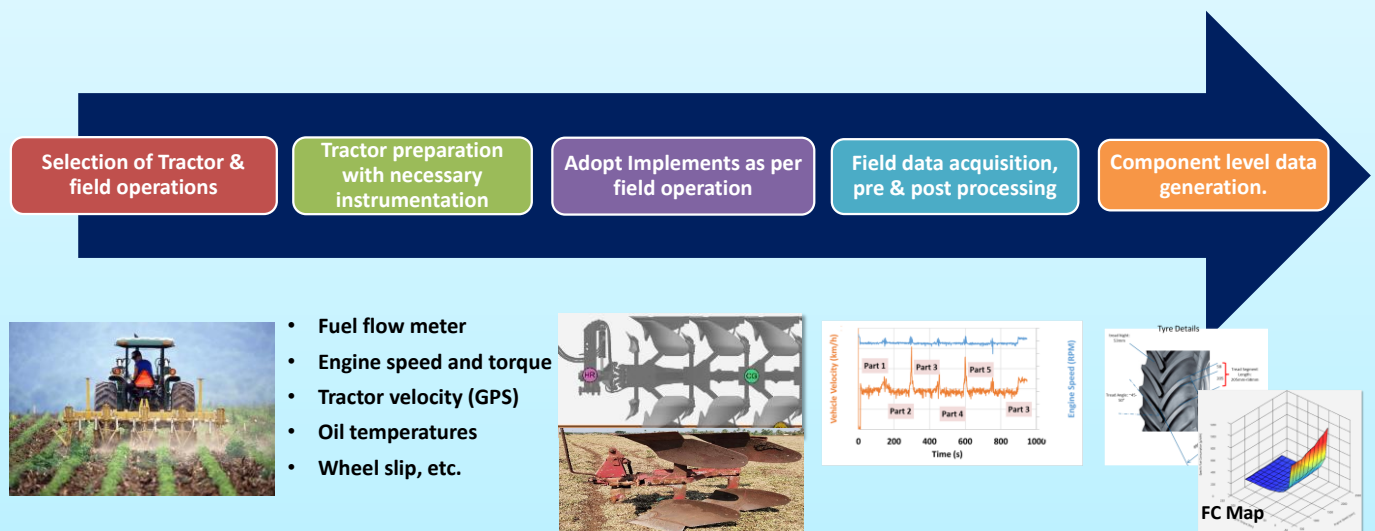 Selection of Tractor &
field operations
Tractor preparation
with necessary
instrumentation
Adopt Implements as per
field operation
Field data acquisition,
pre & post processing
Component level data
generation.
• Fuel flow meter
• Engine speed and torque
• Tractor velocity (GPS)
• Oil temperatures
• Wheel slip, etc.
HR
CG
Vehicle Velocity (km/h)
Engine Speed (RPM)
Part 1
Part 3
Part 5
Part 2
Part 4
Part 3
0 200 400 600 800 1000
Time (s)
Tyre Details
FC Map